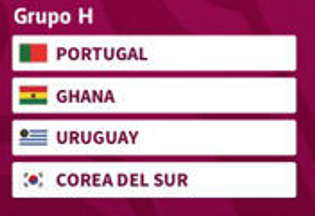 Grupo H
PORTUGAL
GHANA
URUGUAY
COREA DEL SUR